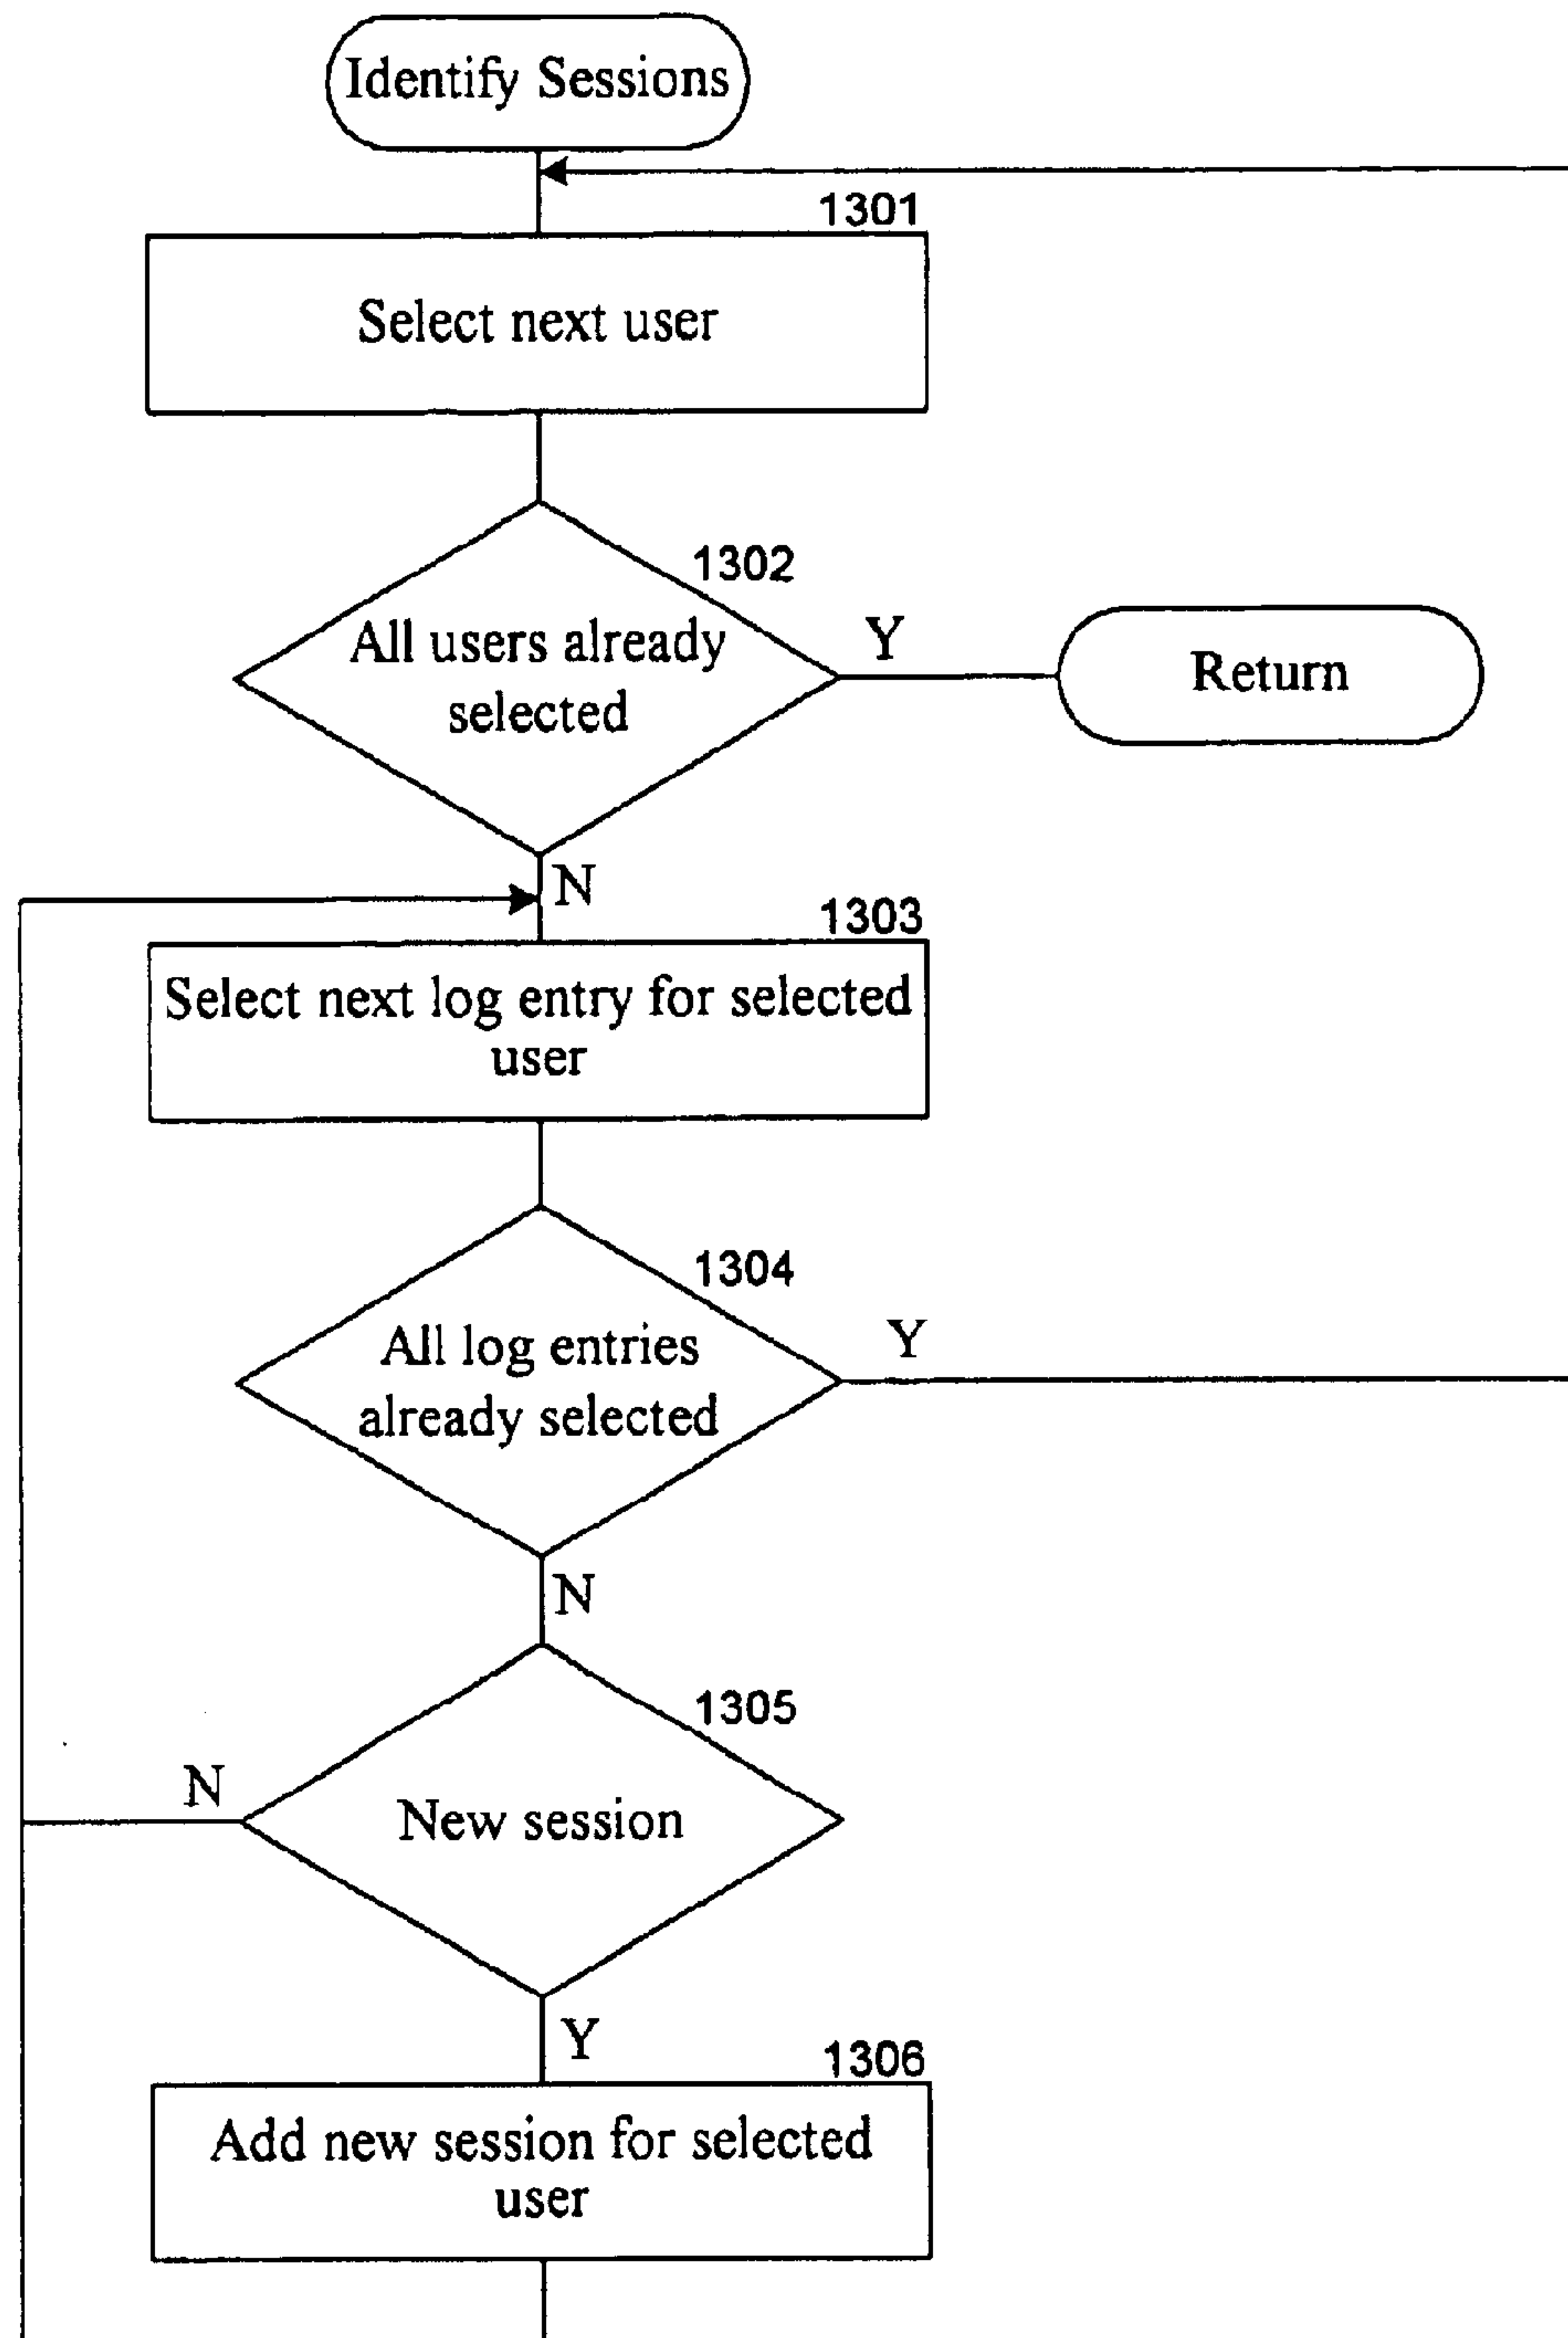 Identify Sessions
1301
Select next user
1302
All users already
selected
Y
Return
N
1303
Select next log entry for selected
user
1304
All log entries
already selected
Y
N
1305
New session
N
Y
1306
Add new session for selected
user